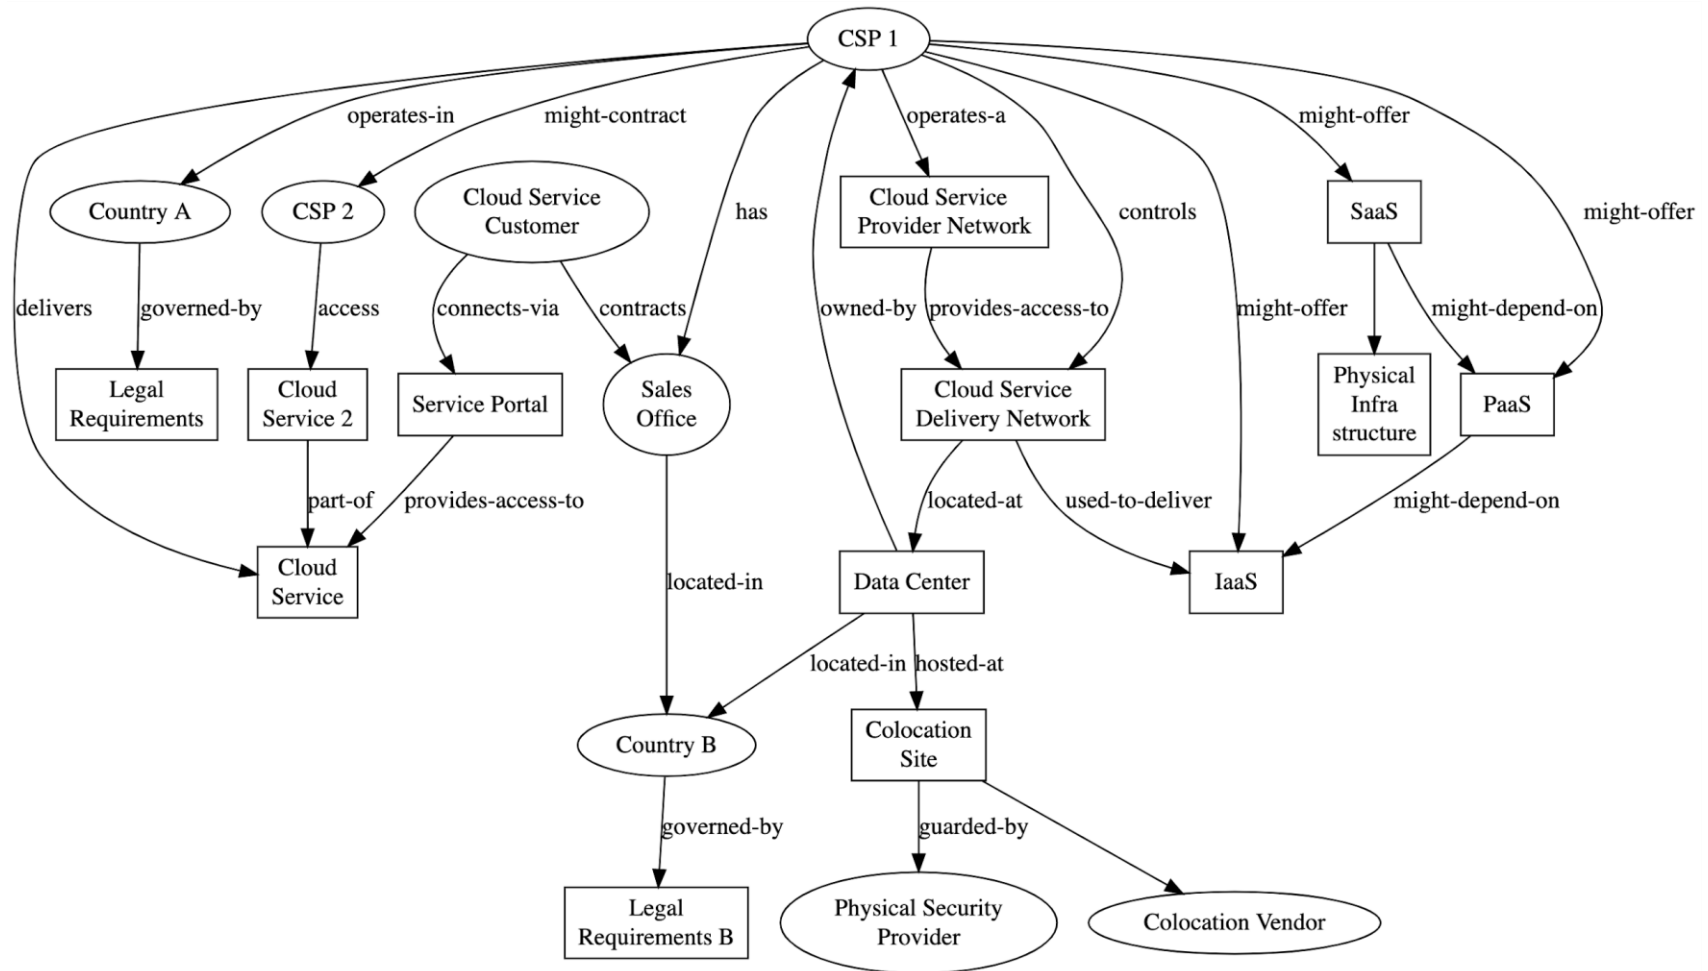 CSP 1
operates-in
might-contract
operates-a
might-offer
Country A
CSP 2
Cloud Service
Customer
has
Cloud Service
Provider Network
controls
SaaS
might-offer
delivers
governed-by
access
connects-via
contracts
owned-by
provides-access-to
might-offer
might-depend-on
Legal
Requirements
Cloud
Service 2
Service Portal
Sales
Office
Cloud Service
Delivery Network
Physical
Infra
structure
PaaS
part-of
provides-access-to
located-at
used-to-deliver
might-depend-on
Cloud
Service
located-in
Data Center
IaaS
located-in
hosted-at
Country B
Colocation
Site
governed-by
guarded-by
Legal
Requirements B
Physical Security
Provider
Colocation Vendor